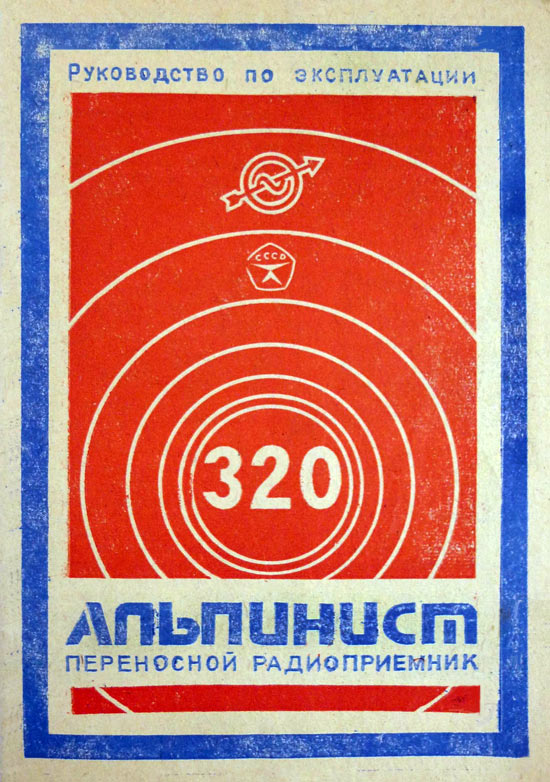 Руководство по эксплуатации
СССР
320
Альпинист
ПЕРЕНОСНОЙ РАДИОПРИЕМНИК